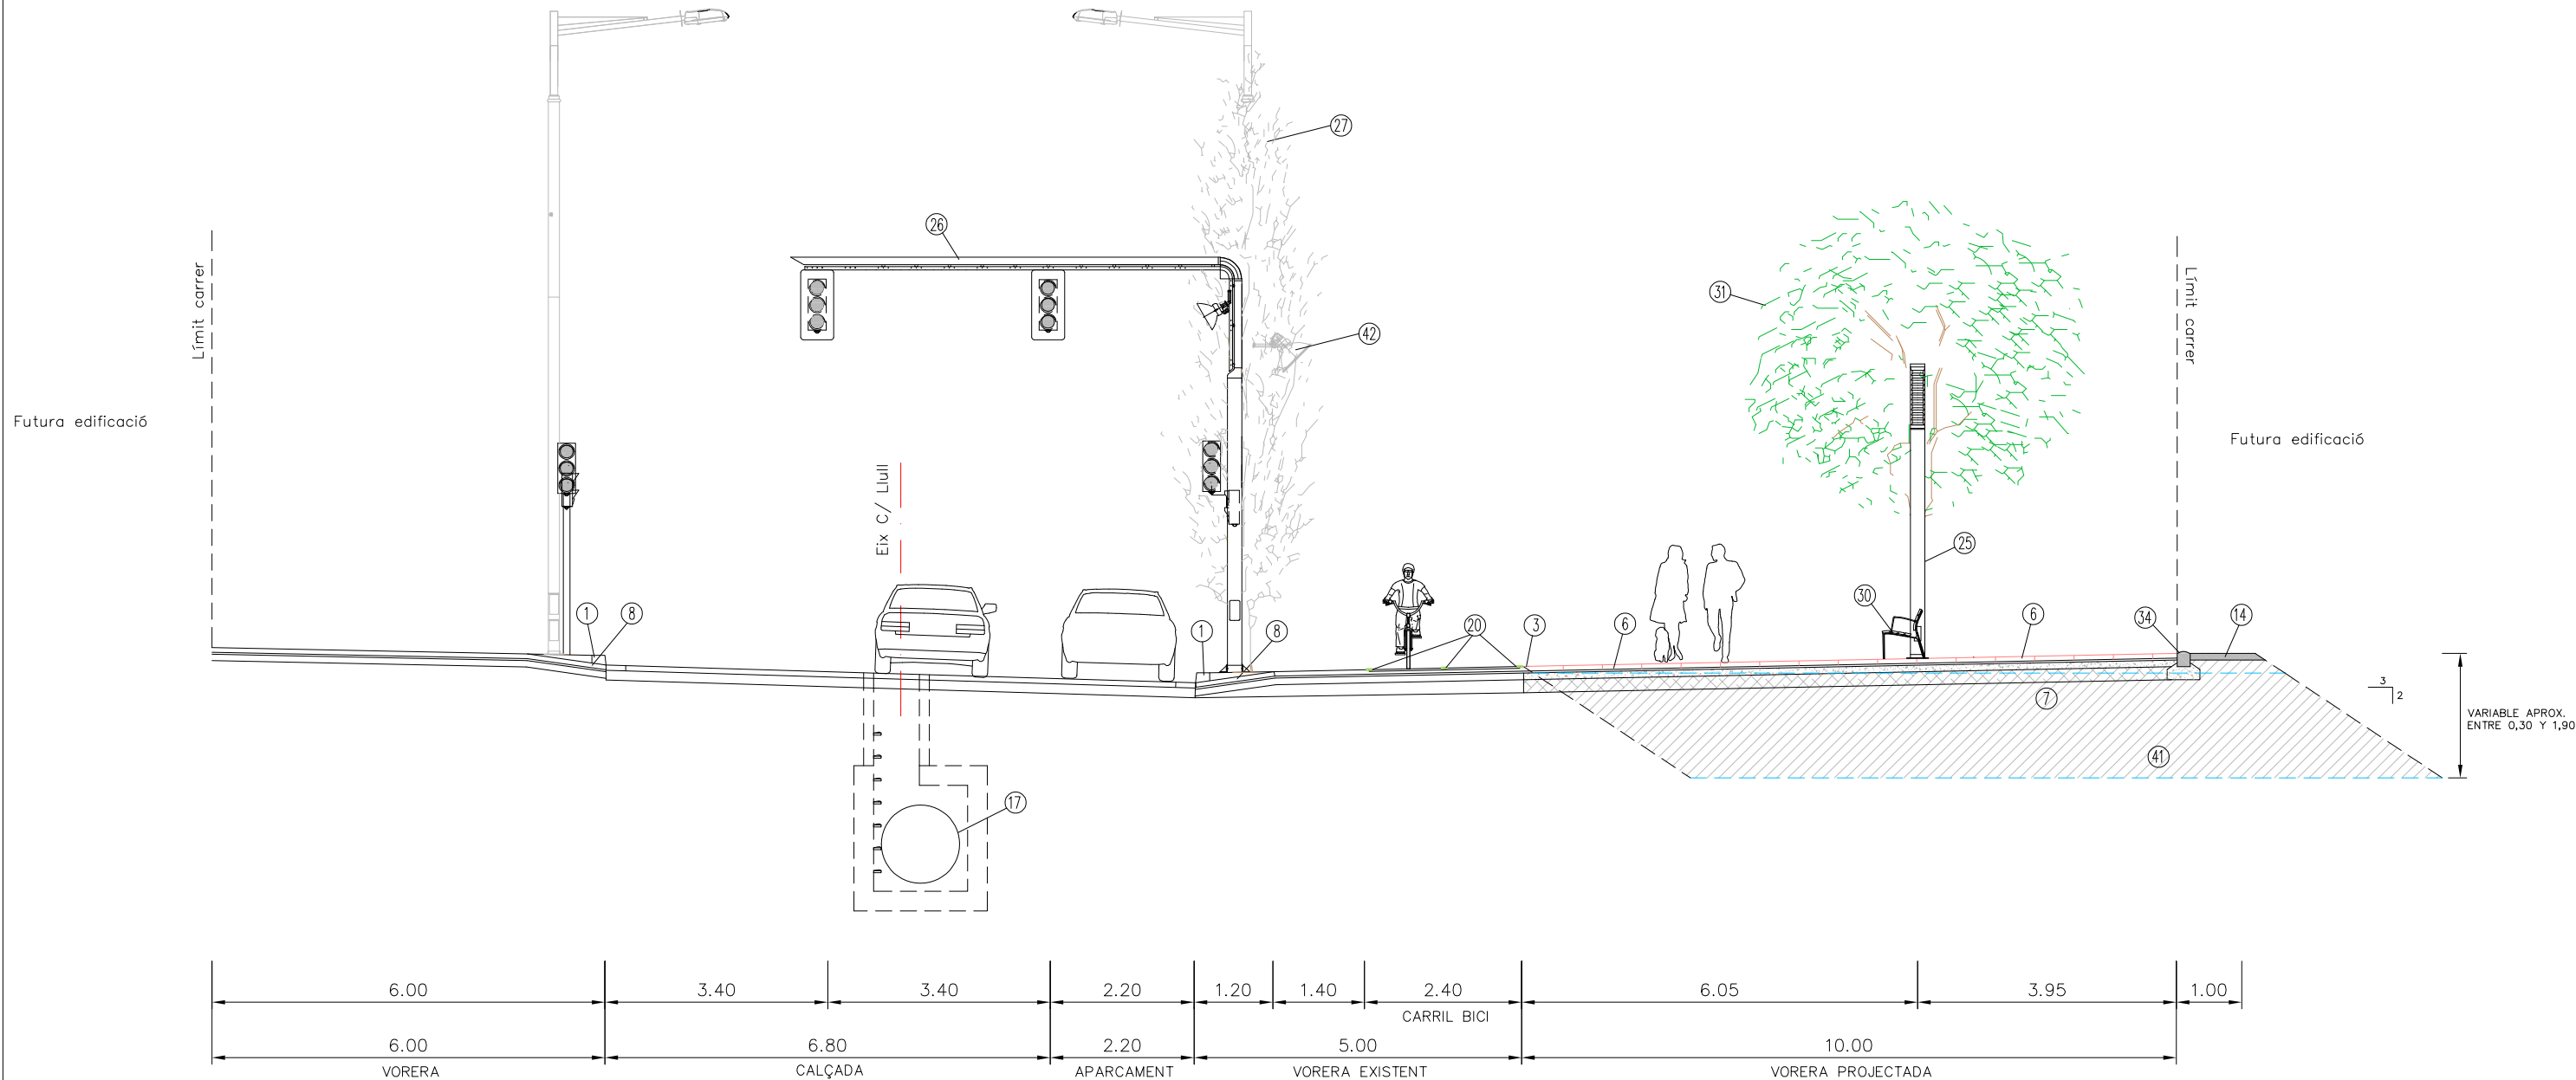 27
26
Límit carrer
Límit carrer
31
42
Futura edificació
Futura edificació
Eix C/ Llull
25
1
8
1
8
20
3
6
30
6
34
14
7
3
2
VARIABLE APROX.
ENTRE 0,30 Y 1,90
41
17
6.00
3.40
3.40
2.20
1.20
1.40
2.40
6.05
3.95
1.00
CARRIL BICI
6.00
6.80
2.20
5.00
10.00
VORERA
CALÇADA
APARCAMENT
VORERA EXISTENT
VORERA PROJECTADA